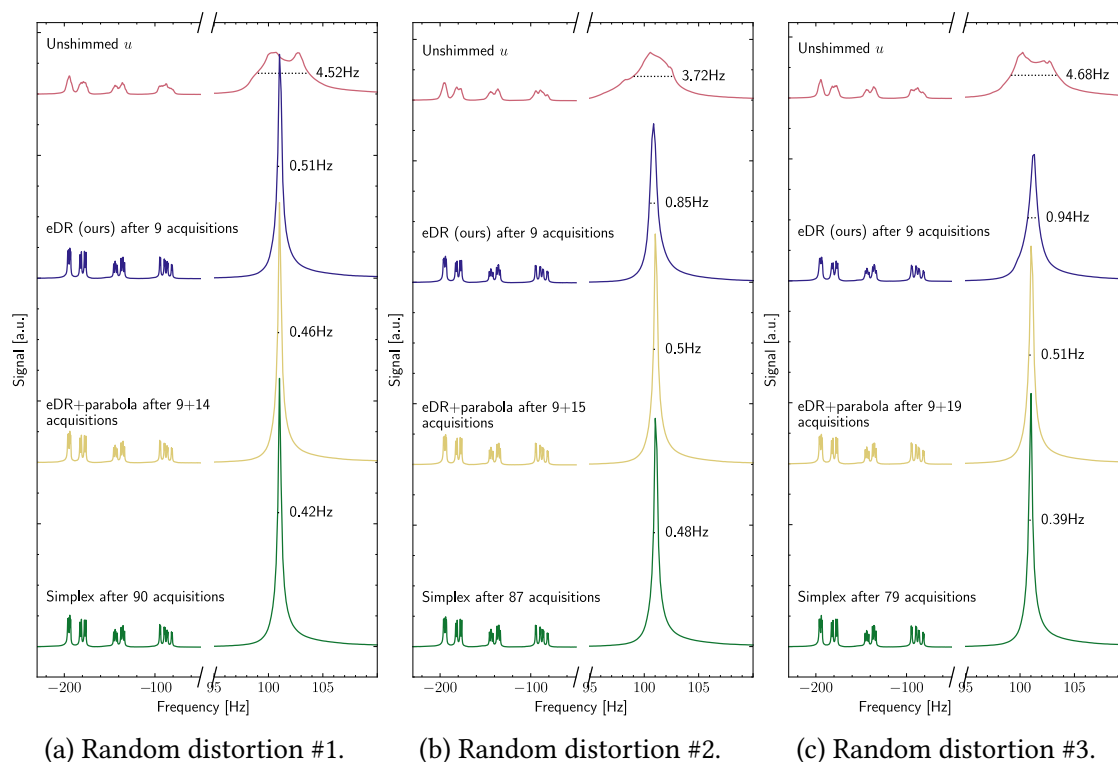 Unshimmed u
4.52Hz
0.51Hz
eDR (ours) after 9 acquisitions
0.46Hz
eDR+parabola after 9+14
acquisitions
0.42Hz
Simplex after 90 acquisitions
Signal [a.u.]
−200 −100 95 100 105
Frequency [Hz]
(a) Random distortion #1.
Unshimmed u
3.72Hz
0.85Hz
eDR (ours) after 9 acquisitions
0.5Hz
eDR+parabola after 9+15
acquisitions
0.48Hz
Simplex after 87 acquisitions
Signal [a.u.]
−200 −100 95 100 105
Frequency [Hz]
(b) Random distortion #2.
Unshimmed u
4.68Hz
0.94Hz
eDR (ours) after 9 acquisitions
0.51Hz
eDR+parabola after 9+19
acquisitions
0.39Hz
Simplex after 79 acquisitions
Signal [a.u.]
−200 −100 95 100 105
Frequency [Hz]
(c) Random distortion #3.